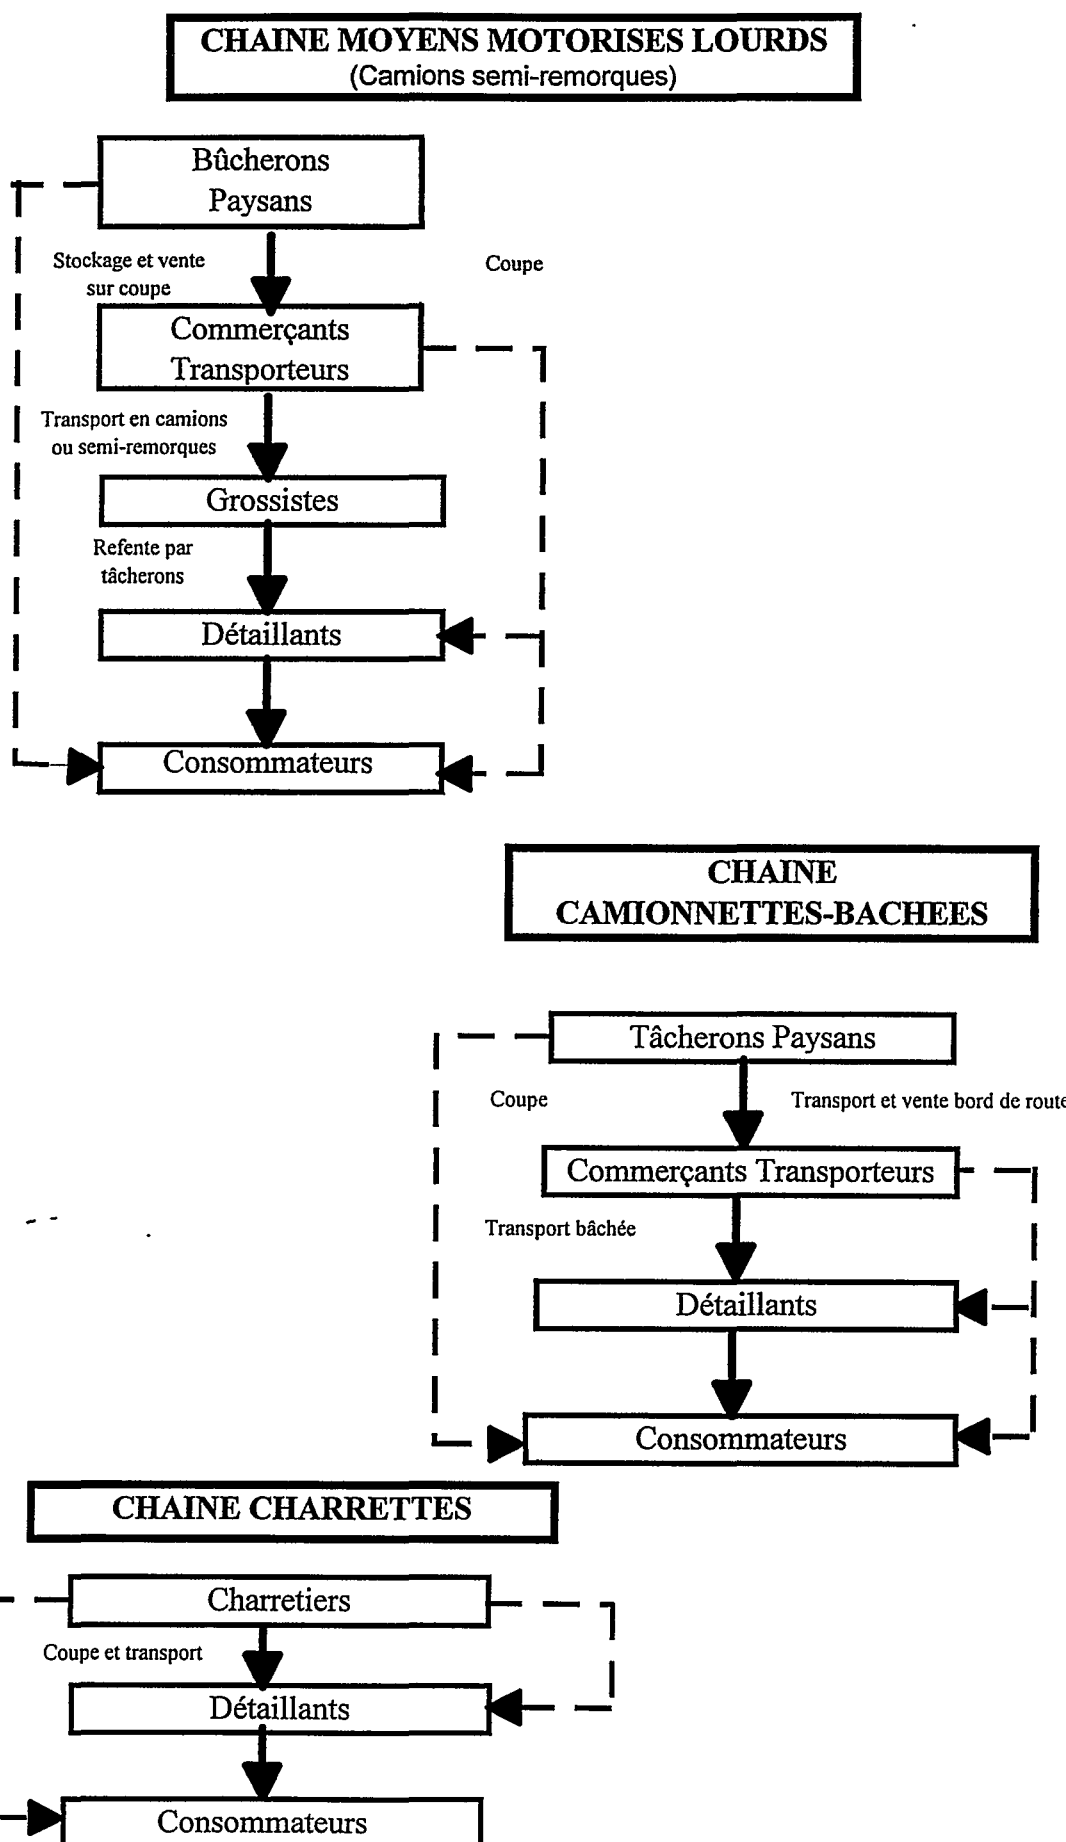 CHAINE MOYENS MOTORISES LOURDS
(Camions semi-remorques)
Bûcherons
Paysans
Stockage et vente
sur coupe
Coupe
Commerçants
Transporteurs
Transport en camions
ou semi-remorques
Grossistes
Refente par
tâcherons
Détaillants
Consommateurs
CHAINE
CAMIONNETTES-BACHEES
Tâcherons Paysans
Coupe
Transport et vente bord de route
Commerçants Transporteurs
Transport bâchée
Détaillants
Consommateurs
CHAINE CHARRETTES
Charretiers
Coupe et transport
Détaillants
Consommateurs